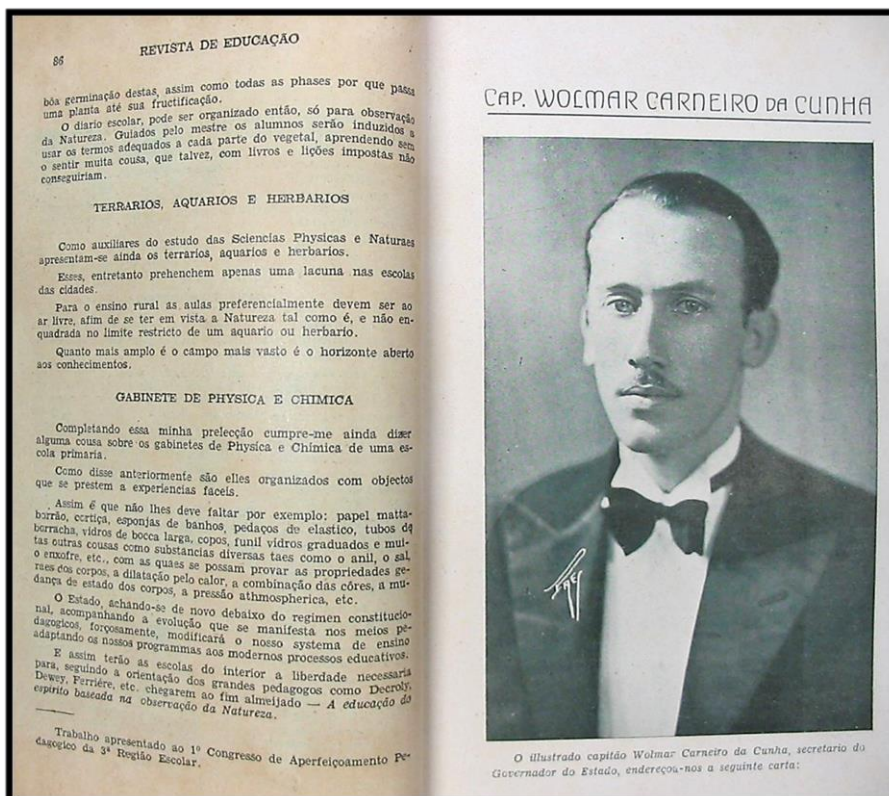 86
REVISTA DE EDUCAÇÃO
bôa germinação destas, assim como todas as phases por que passa
uma planta até sua fructificação.
O diario escolar, pode ser organizado então, só para observação
da Natureza. Guiados pelo mestre os alumnos serão induzidos a
usar os termos adequados a cada parte do vegetal, aprendendo sem
o sentir muita cousa, que talvez, com livros e lições impostas não
conseguiriam.
TERRARIOS, AQUARIOS E HERBARIOS
Como auxiliares do estudo das Sciencias Physicas e Naturaes
apresentam-se ainda os terrarios, aquarios e herbarios.
Esses, entretanto prehenchem apenas uma lacuna nas escolas
das cidades.
Para o ensino rural as aulas preferencialmente devem ser ao
ar livre, afim de se ter em vista a Natureza tal como é, e não en-
quadrada no limite restricto de um aquario ou herbario.
Quanto mais amplo é o campo mais vasto é o horizonte aberto
aos conhecimentos.
GABINETE DE PHYSICA E CHIMICA
Completando essa minha prelecção cumpre-me ainda dizer
alguma cousa sobre os gabinetes de Physica e Chimica de uma es-
cola primaria.
Como disse anteriormente são elles organizados com objectos
que se prestem a experiencias faceis.
Assim é que não lhes deve faltar por exemplo: papel matta-
borrão, cortiça, esponjas de banhos, pedaços de elastico, tubos de
borracha, vidros de bocca larga, copos, funil vidros graduados e mui-
tas outras cousas como substancias diversas taes como o anil, o sal,
o enxofre, etc., com as quaes se possam provar as propriedades ge-
raes dos corpos, a dilatação pelo calor, a combinação das côres, a mu-
dança de estado dos corpos, a pressão athmospherica, etc.
O Estado, achando-se de novo debaixo do regimen constitucio-
nal, acompanhando a evolução que se manifesta nos meios pe-
dagogicos, forçosamente, modificará o nosso systema de ensino
adaptando os nossos programmas aos modernos processos educativos.
E assim terão as escolas do interior a liberdade necessaria
para, seguindo a orientação dos grandes pedagogos como Decroly,
Dewey, Ferriére, etc. chegarem ao fim almejado — A educação do
espirito baseada na observação da Natureza.
Trabalho apresentado ao 1º Congresso de Aperfeiçoamento Pe-
dagogico da 3ª Região Escolar.
CAP. WOLMAR CARNEIRO DA CUNHA
O illustrado capitão Wolmar Carneiro da Cunha, secretario do
Governador do Estado, endereçou-nos a seguinte carta: